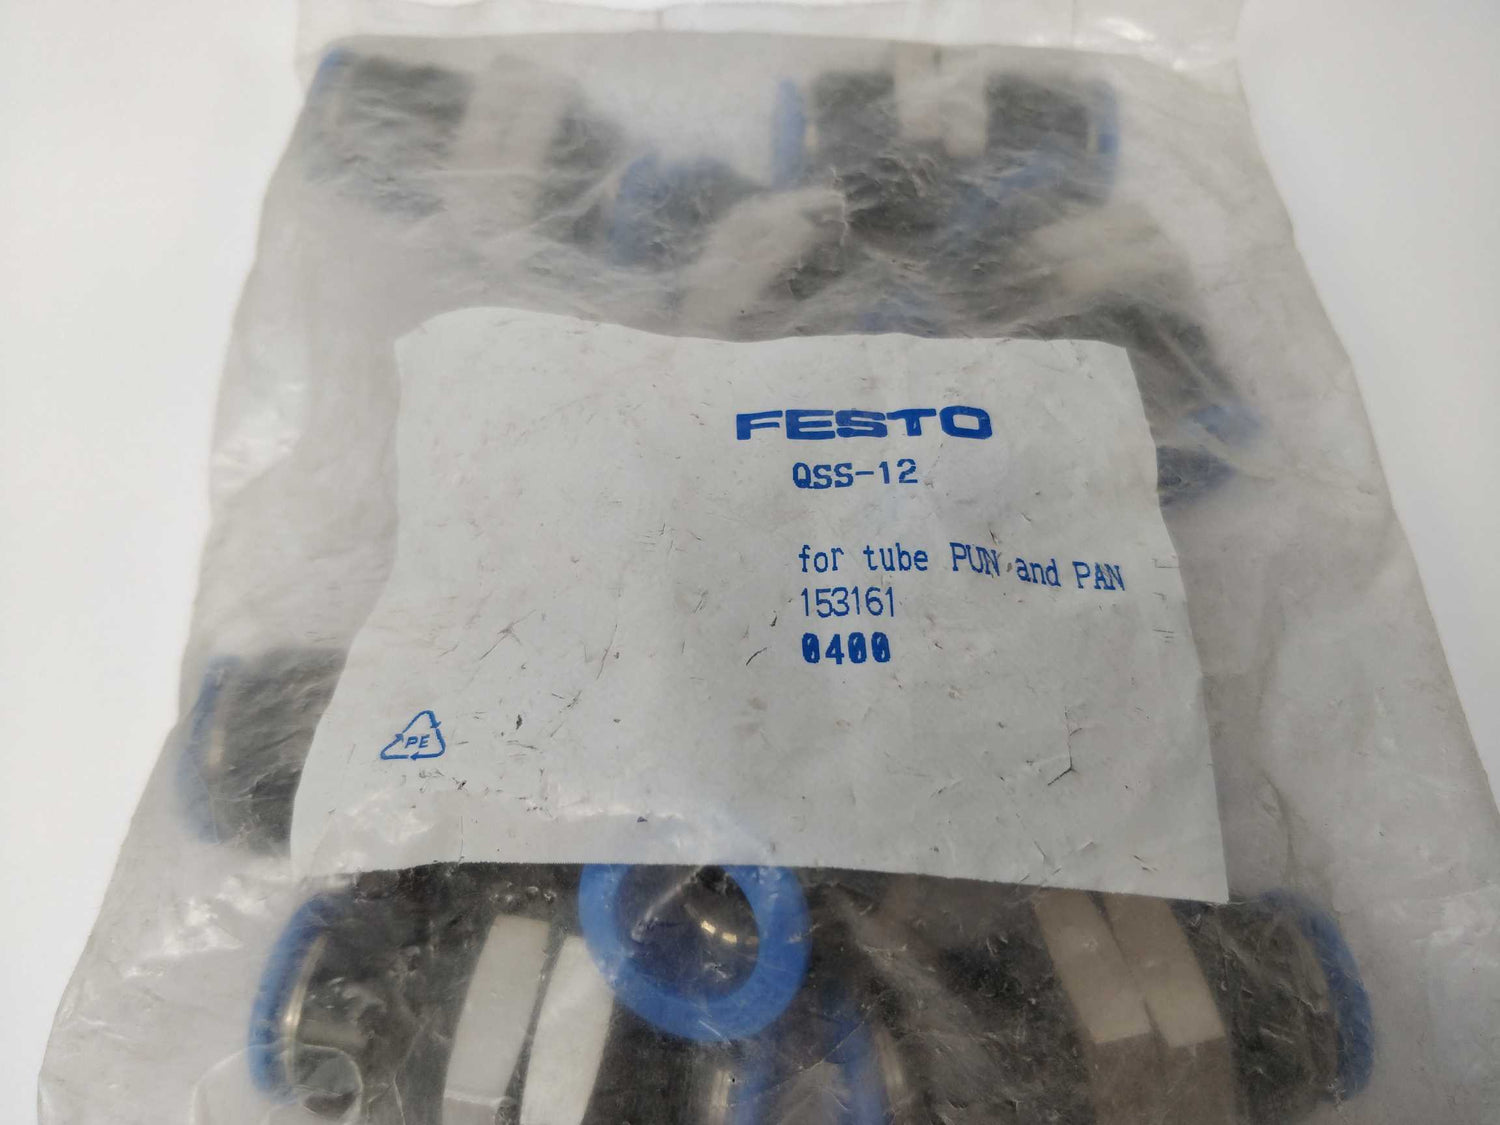 FESTO
QSS-12
for tube PUN and PAN
153161
0400
PE